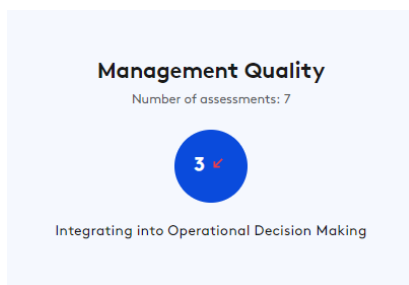 Management Quality
Number of assessments: 7
3 ↙
Integrating into Operational Decision Making